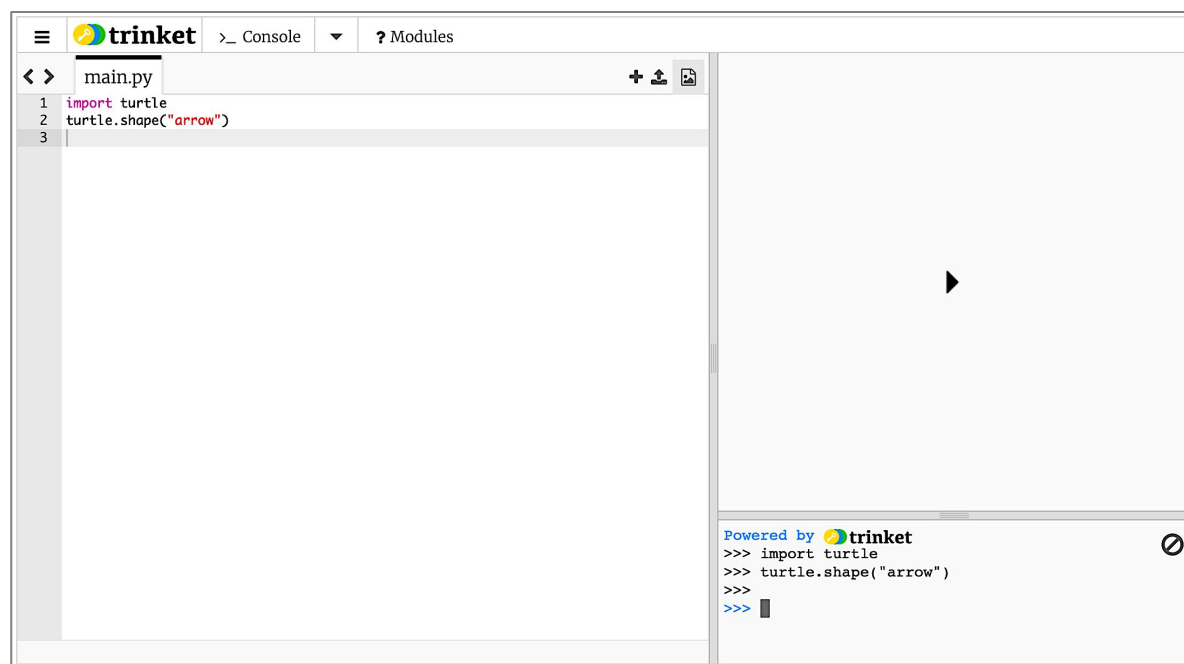 trinket >_ Console ? Modules
main.py
1 import turtle
2 turtle.shape("arrow")
3
Powered by trinket
>>> import turtle
>>> turtle.shape("arrow")
>>>
>>>